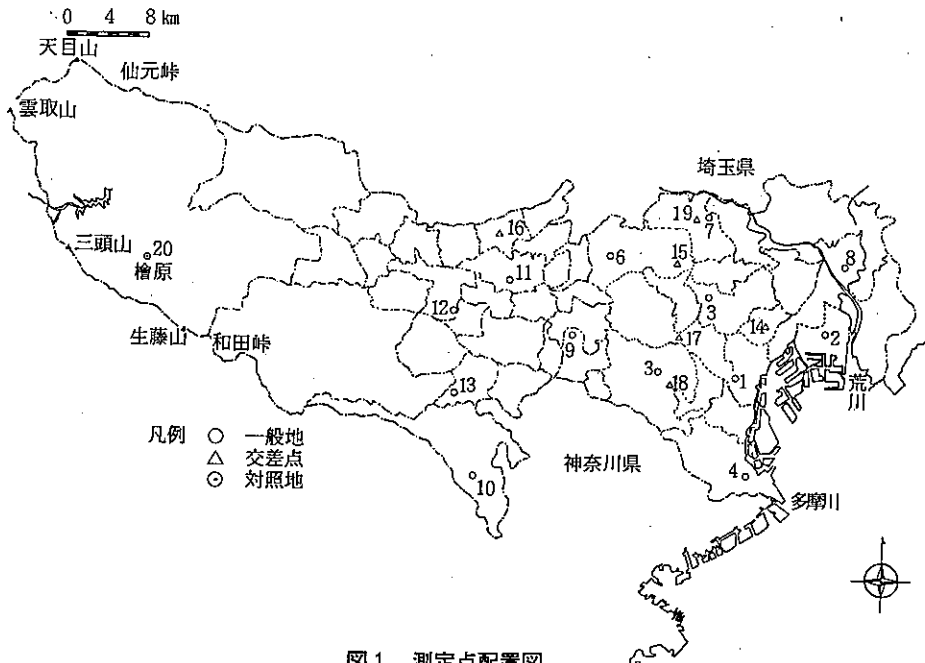 0 4 8 km
天目山
仙元峠
雲取山
埼玉県
19
7
16
15
6
8
三頭山
20
檜原
11
3
12
14
2
生藤山
和田峠
9
17
3
1
18
荒川
13
凡例 ○ 一般地
△ 交差点
⊙ 対照地
神奈川県
10
4
多摩川
図1 測定点配置図